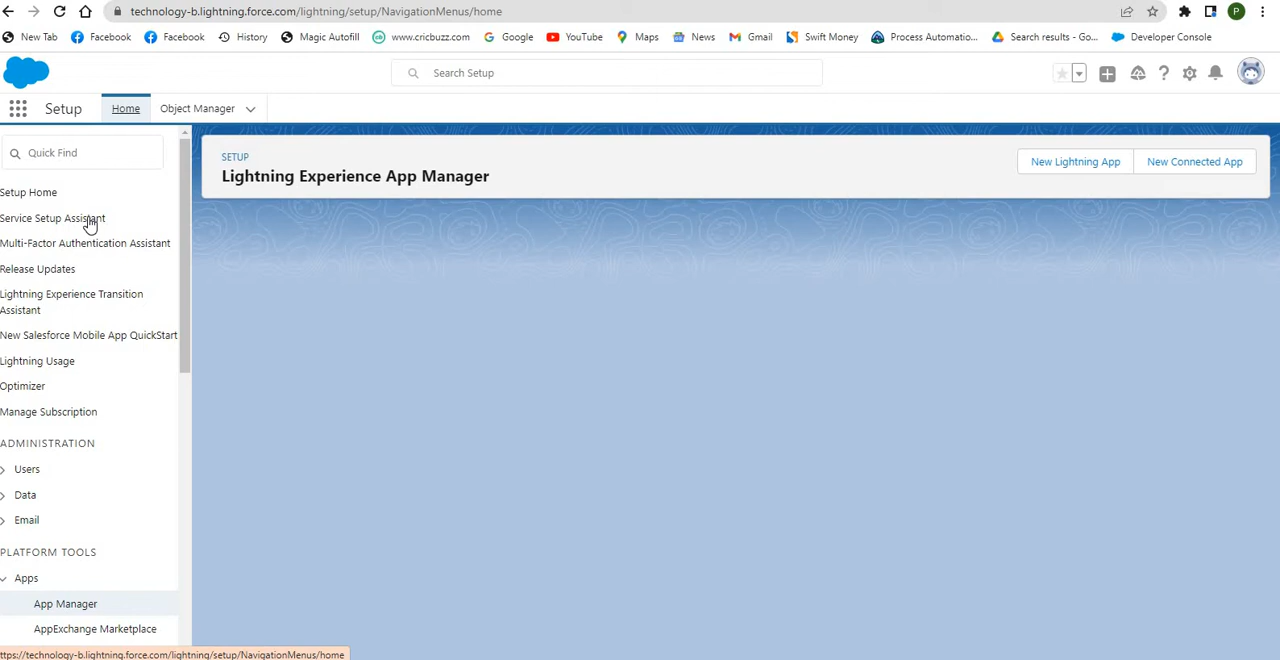 technology-b.lightning.force.com/lightning/setup/NavigationMenus/home
P
New Tab Facebook Facebook History Magic Autofill www.cricbuzz.com Google YouTube Maps News Gmail Swift Money Process Automatio... Search results - Go... Developer Console
Search Setup
Setup Home Object Manager
Quick Find
SETUP
Lightning Experience App Manager
New Lightning App New Connected App
Setup Home
Service Setup Assistant
Multi-Factor Authentication Assistant
Release Updates
Lightning Experience Transition
Assistant
New Salesforce Mobile App QuickStart
Lightning Usage
Optimizer
Manage Subscription
ADMINISTRATION
Users
Data
Email
PLATFORM TOOLS
Apps
App Manager
AppExchange Marketplace
ttps://technology-b.lightning.force.com/lightning/setup/NavigationMenus/home